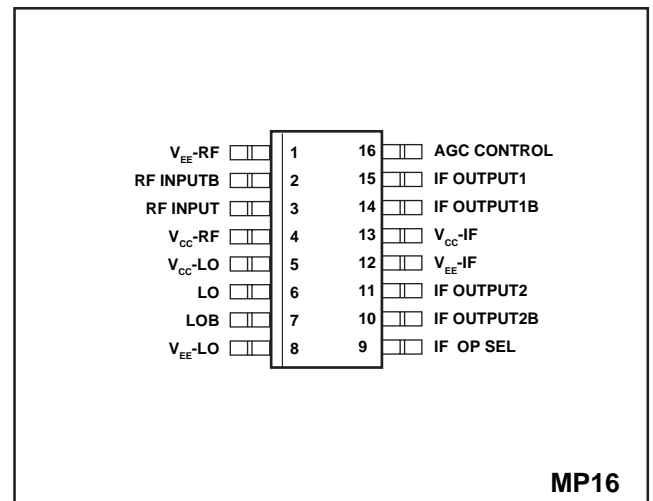 V_EE-RF 1 16 AGC CONTROL
RF INPUTB 2 15 IF OUTPUT1
RF INPUT 3 14 IF OUTPUT1B
V_CC-RF 4 13 V_CC-IF
V_CC-LO 5 12 V_EE-IF
LO 6 11 IF OUTPUT2
LOB 7 10 IF OUTPUT2B
V_EE-LO 8 9 IF OP SEL
MP16